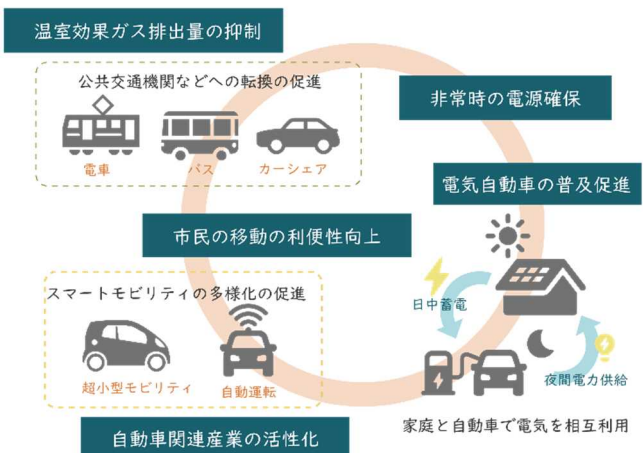 温室効果ガス排出量の抑制
公共交通機関などへの転換の促進
電車
バス
カーシェア
非常時の電源確保
電気自動車の普及促進
市民の移動の利便性向上
スマートモビリティの多様化の促進
超小型モビリティ
自動運転
日中蓄電
夜間電力供給
家庭と自動車で電気を相互利用
自動車関連産業の活性化